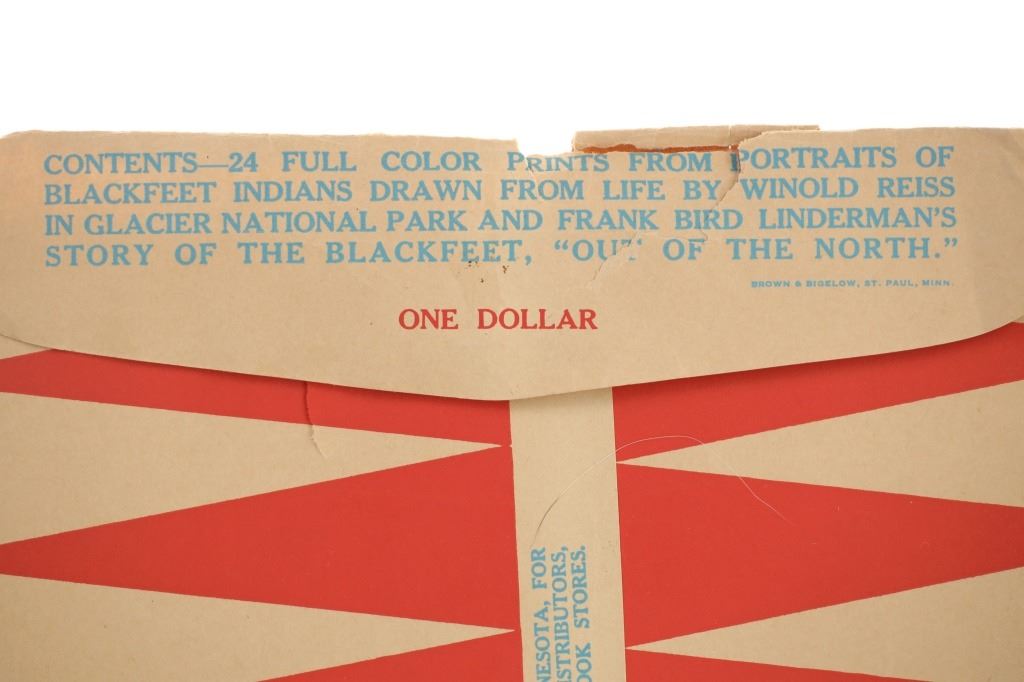 CONTENTS—24 FULL COLOR PRINTS FROM PORTRAITS OF
BLACKFEET INDIANS DRAWN FROM LIFE BY WINOLD REISS
IN GLACIER NATIONAL PARK AND FRANK BIRD LINDERMAN'S
STORY OF THE BLACKFEET, "OUT OF THE NORTH."
BROWN & BIGELOW, ST. PAUL, MINN.
ONE DOLLAR
NESOTA, FOR
ISTRIBUTORS,
OOK STORES.